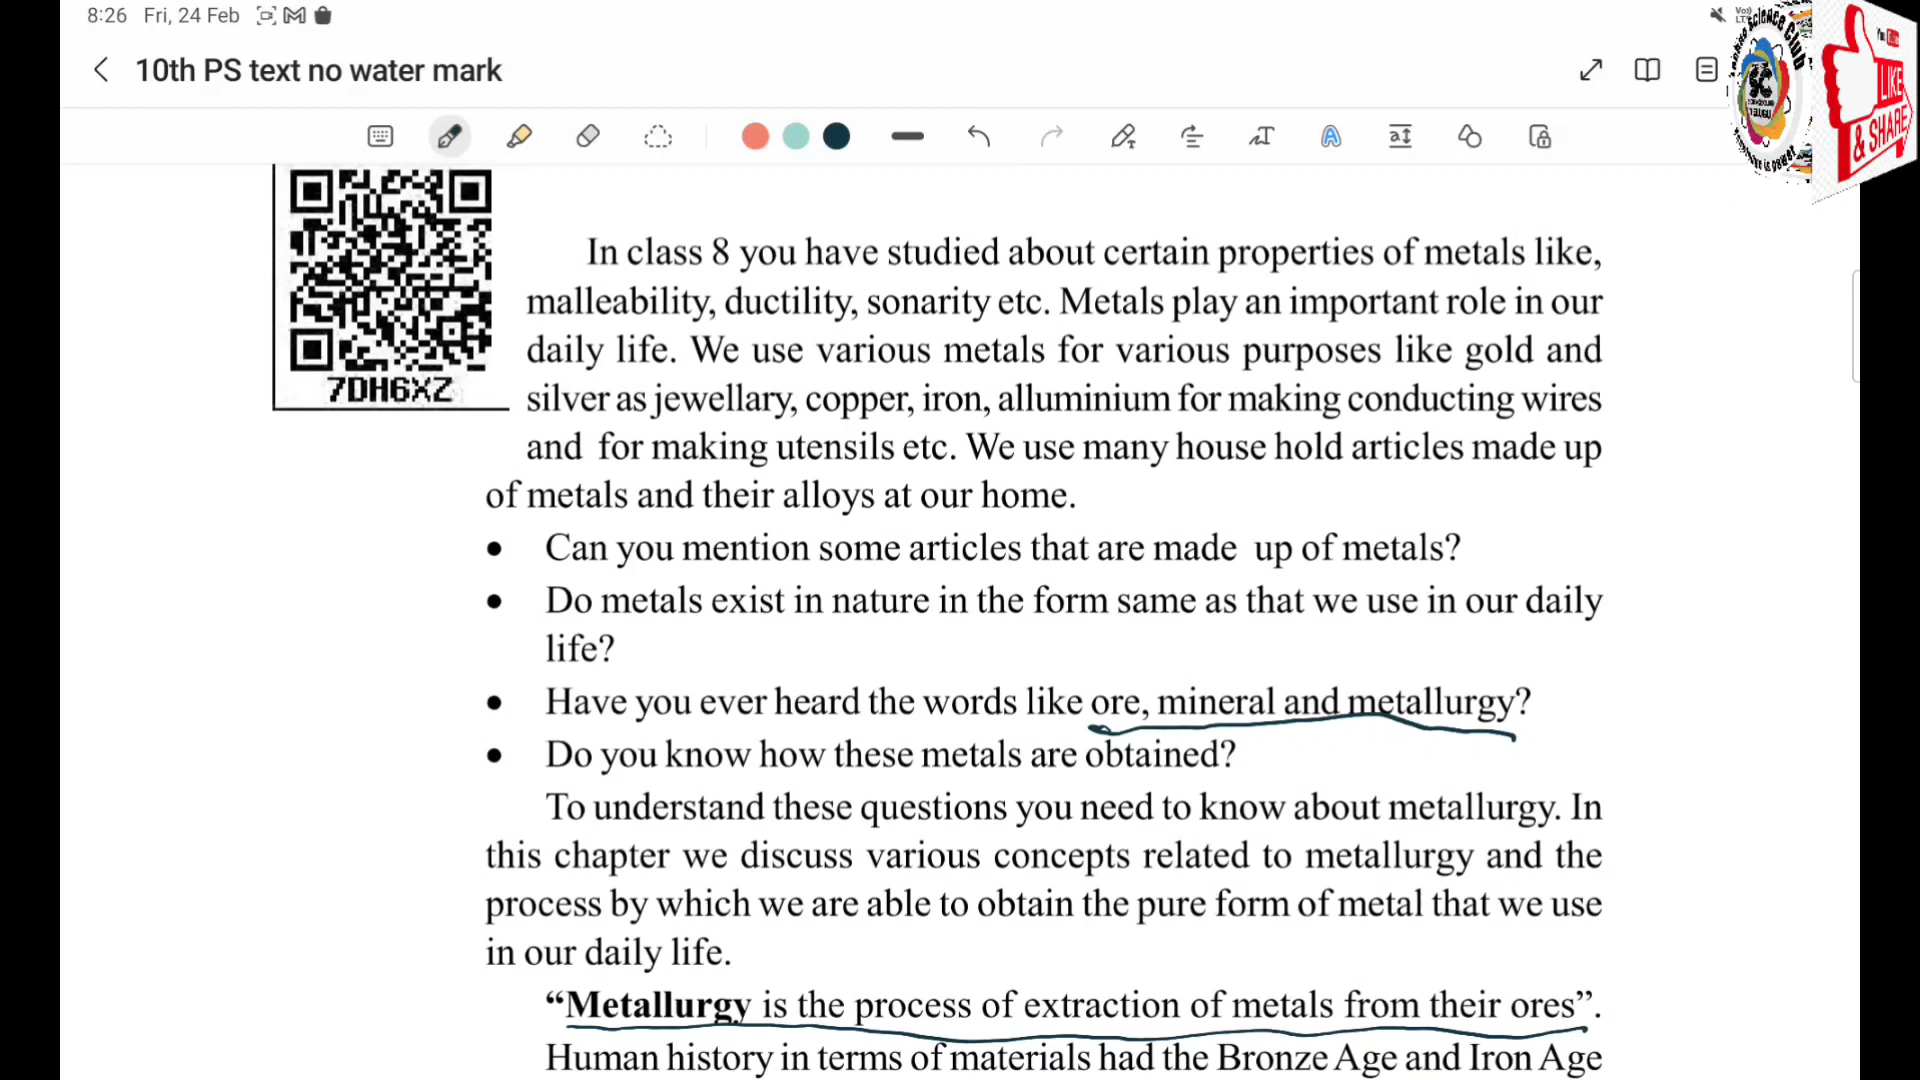 8:26 Fri, 24 Feb
10th PS text no water mark
LIKE
& SHARE
7DH6XZ
In class 8 you have studied about certain properties of metals like,
malleability, ductility, sonarity etc. Metals play an important role in our
daily life. We use various metals for various purposes like gold and
silver as jewellary, copper, iron, alluminium for making conducting wires
and for making utensils etc. We use many house hold articles made up
of metals and their alloys at our home.
• Can you mention some articles that are made up of metals?
• Do metals exist in nature in the form same as that we use in our daily
life?
• Have you ever heard the words like ore, mineral and metallurgy?
• Do you know how these metals are obtained?
To understand these questions you need to know about metallurgy. In
this chapter we discuss various concepts related to metallurgy and the
process by which we are able to obtain the pure form of metal that we use
in our daily life.
“Metallurgy is the process of extraction of metals from their ores”.
Human history in terms of materials had the Bronze Age and Iron Age